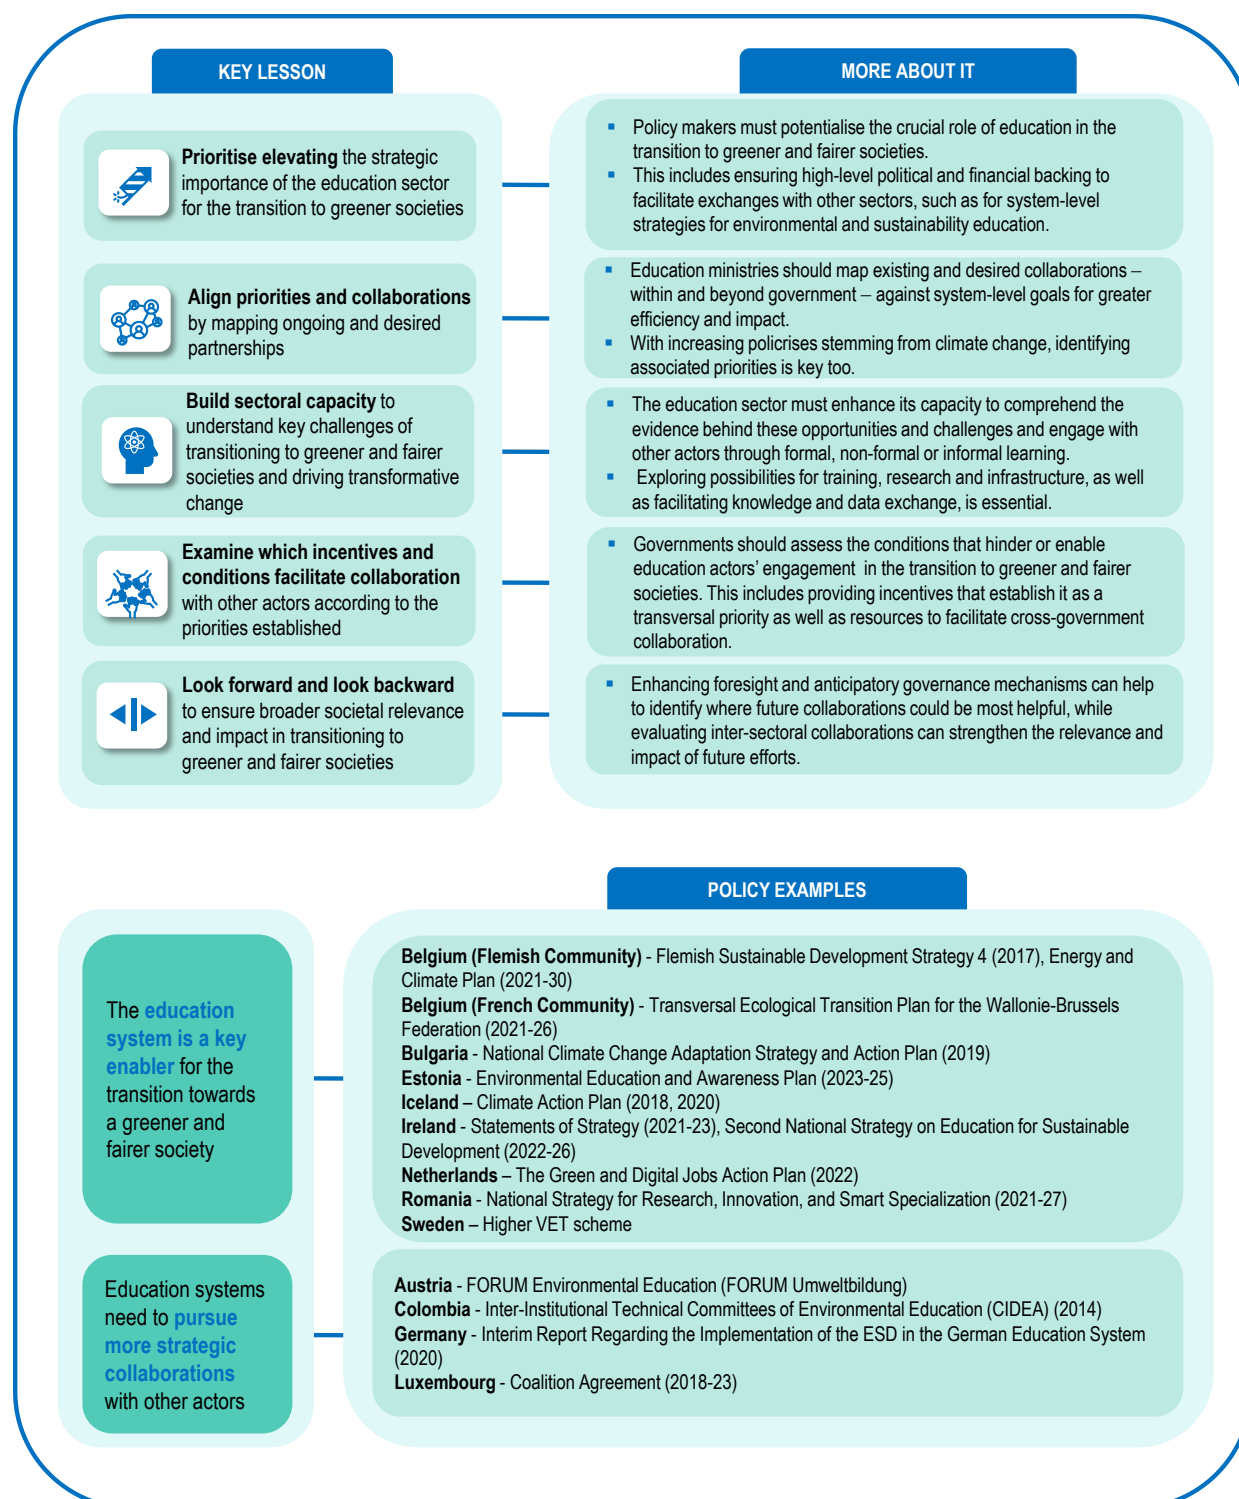 KEY LESSON
MORE ABOUT IT
Prioritise elevating the strategic
importance of the education sector
for the transition to greener societies
▪ Policy makers must potentialise the crucial role of education in the
transition to greener and fairer societies.
▪ This includes ensuring high-level political and financial backing to
facilitate exchanges with other sectors, such as for system-level
strategies for environmental and sustainability education.
Align priorities and collaborations
by mapping ongoing and desired
partnerships
▪ Education ministries should map existing and desired collaborations –
within and beyond government – against system-level goals for greater
efficiency and impact.
▪ With increasing policrises stemming from climate change, identifying
associated priorities is key too.
Build sectoral capacity to
understand key challenges of
transitioning to greener and fairer
societies and driving transformative
change
▪ The education sector must enhance its capacity to comprehend the
evidence behind these opportunities and challenges and engage with
other actors through formal, non-formal or informal learning.
▪ Exploring possibilities for training, research and infrastructure, as well
as facilitating knowledge and data exchange, is essential.
Examine which incentives and
conditions facilitate collaboration
with other actors according to the
priorities established
▪ Governments should assess the conditions that hinder or enable
education actors’ engagement in the transition to greener and fairer
societies. This includes providing incentives that establish it as a
transversal priority as well as resources to facilitate cross-government
collaboration.
Look forward and look backward
to ensure broader societal relevance
and impact in transitioning to
greener and fairer societies
▪ Enhancing foresight and anticipatory governance mechanisms can help
to identify where future collaborations could be most helpful, while
evaluating inter-sectoral collaborations can strengthen the relevance and
impact of future efforts.
POLICY EXAMPLES
The education
system is a key
enabler for the
transition towards
a greener and
fairer society
Belgium (Flemish Community) - Flemish Sustainable Development Strategy 4 (2017), Energy and
Climate Plan (2021-30)
Belgium (French Community) - Transversal Ecological Transition Plan for the Wallonie-Brussels
Federation (2021-26)
Bulgaria - National Climate Change Adaptation Strategy and Action Plan (2019)
Estonia - Environmental Education and Awareness Plan (2023-25)
Iceland – Climate Action Plan (2018, 2020)
Ireland - Statements of Strategy (2021-23), Second National Strategy on Education for Sustainable
Development (2022-26)
Netherlands – The Green and Digital Jobs Action Plan (2022)
Romania - National Strategy for Research, Innovation, and Smart Specialization (2021-27)
Sweden – Higher VET scheme
Education systems
need to pursue
more strategic
collaborations
with other actors
Austria - FORUM Environmental Education (FORUM Umweltbildung)
Colombia - Inter-Institutional Technical Committees of Environmental Education (CIDEA) (2014)
Germany - Interim Report Regarding the Implementation of the ESD in the German Education System
(2020)
Luxembourg - Coalition Agreement (2018-23)